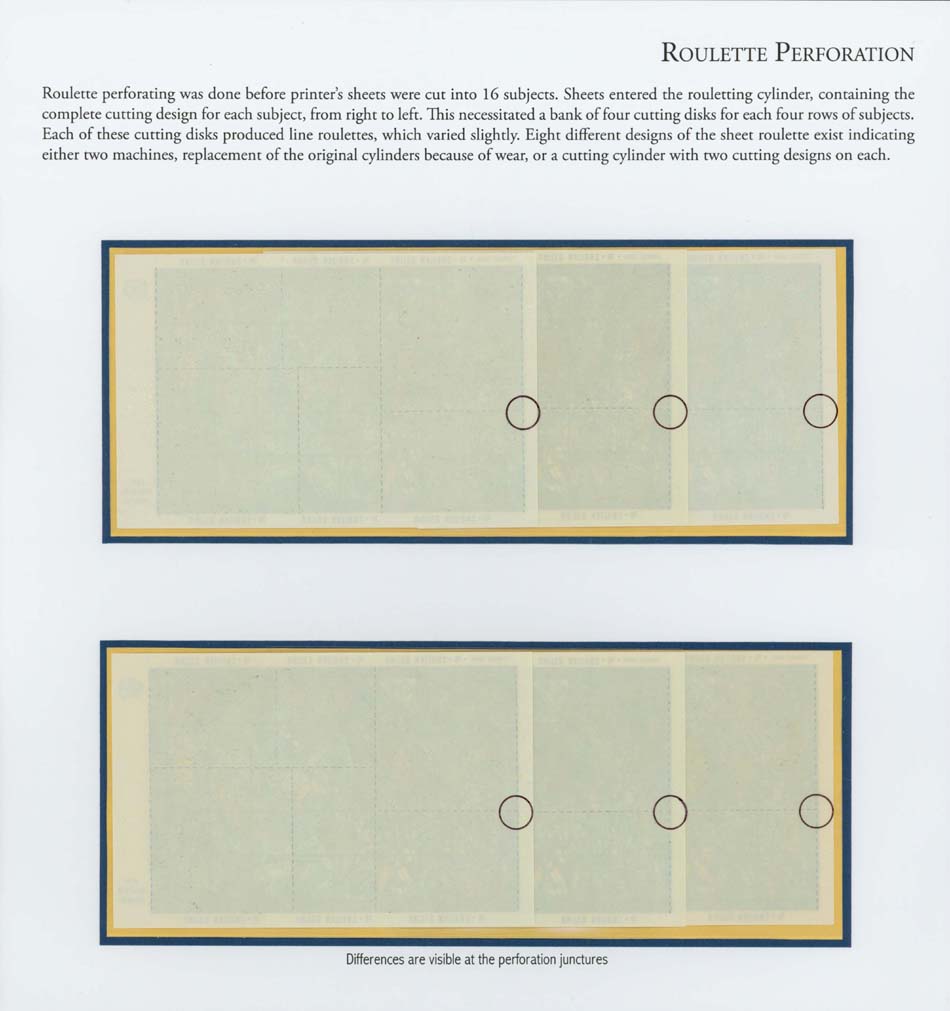 ROULETTE PERFORATION
Roulette perforating was done before printer's sheets were cut into 16 subjects. Sheets entered the rouletting cylinder, containing the
complete cutting design for each subject, from right to left. This necessitated a bank of four cutting disks for each four rows of subjects.
Each of these cutting disks produced line roulettes, which varied slightly. Eight different designs of the sheet roulette exist indicating
either two machines, replacement of the original cylinders because of wear, or a cutting cylinder with two cutting designs on each.
Differences are visible at the perforation junctures